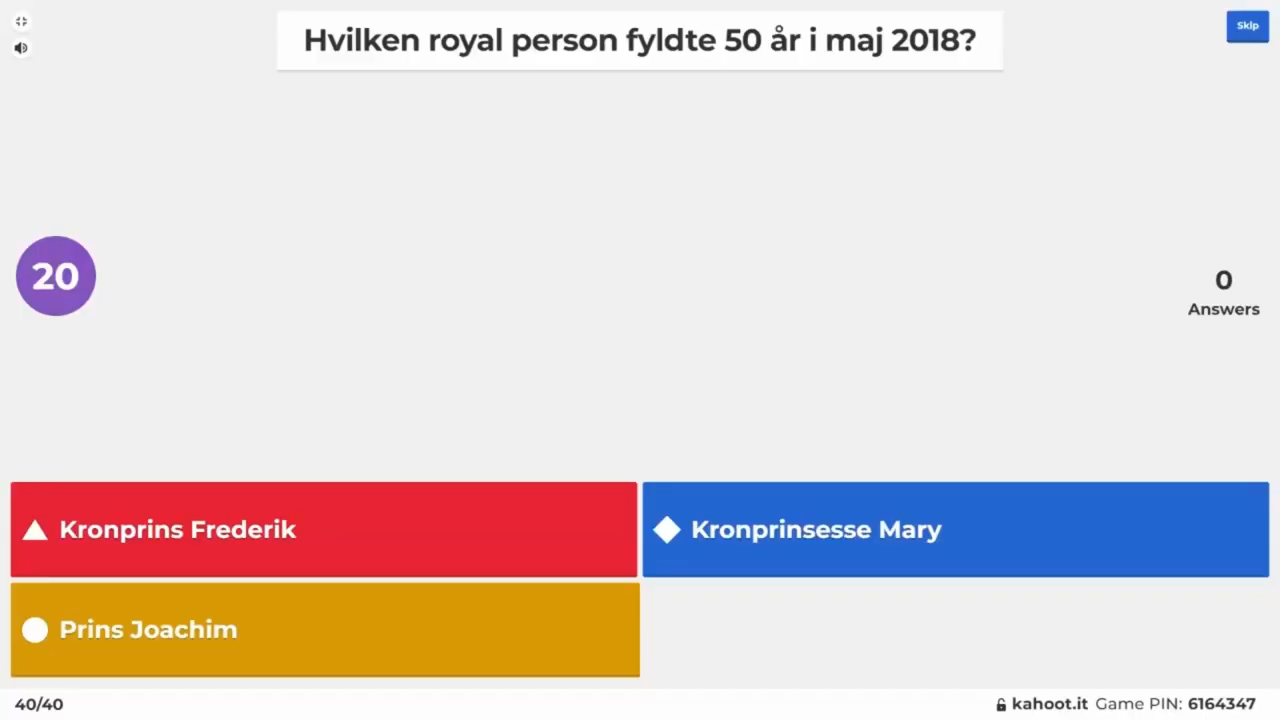 Hvilken royal person fyldte 50 år i maj 2018?
Skip
20
0
Answers
Kronprins Frederik
Kronprinsesse Mary
Prins Joachim
40/40
kahoot.it Game PIN: 6164347